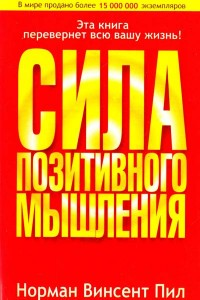 В мире продано более 15 000 000 экземпляров
Эта книга
перевернет всю вашу жизнь!
СИЛА
ПОЗИТИВНОГО
МЫШЛЕНИЯ
Норман Винсент Пил